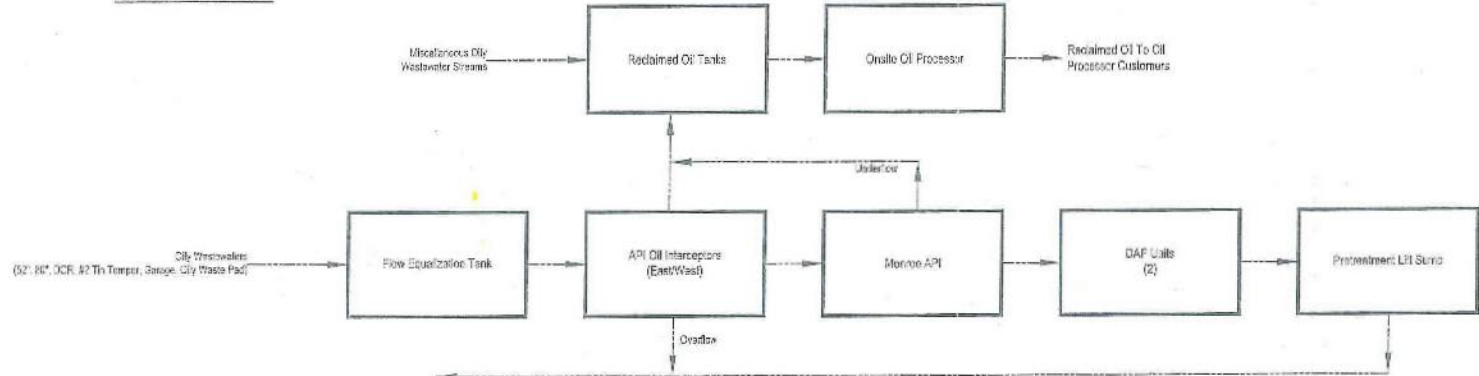 Miscellaneous Oily
Wastewater Streams
Reclaimed Oil Tanks
Onsite Oil Processor
Reclaimed Oil To Oil
Processor Customers
Underflow
Oily Wastewaters
(52", 80", DCR, #2 Tin Temper, Garage, Oily Waste Pad)
Flow Equalization Tank
API Oil Interceptors
(East/West)
Monroe API
DAF Units
(2)
Pretreatment Lift Sump
Overflow